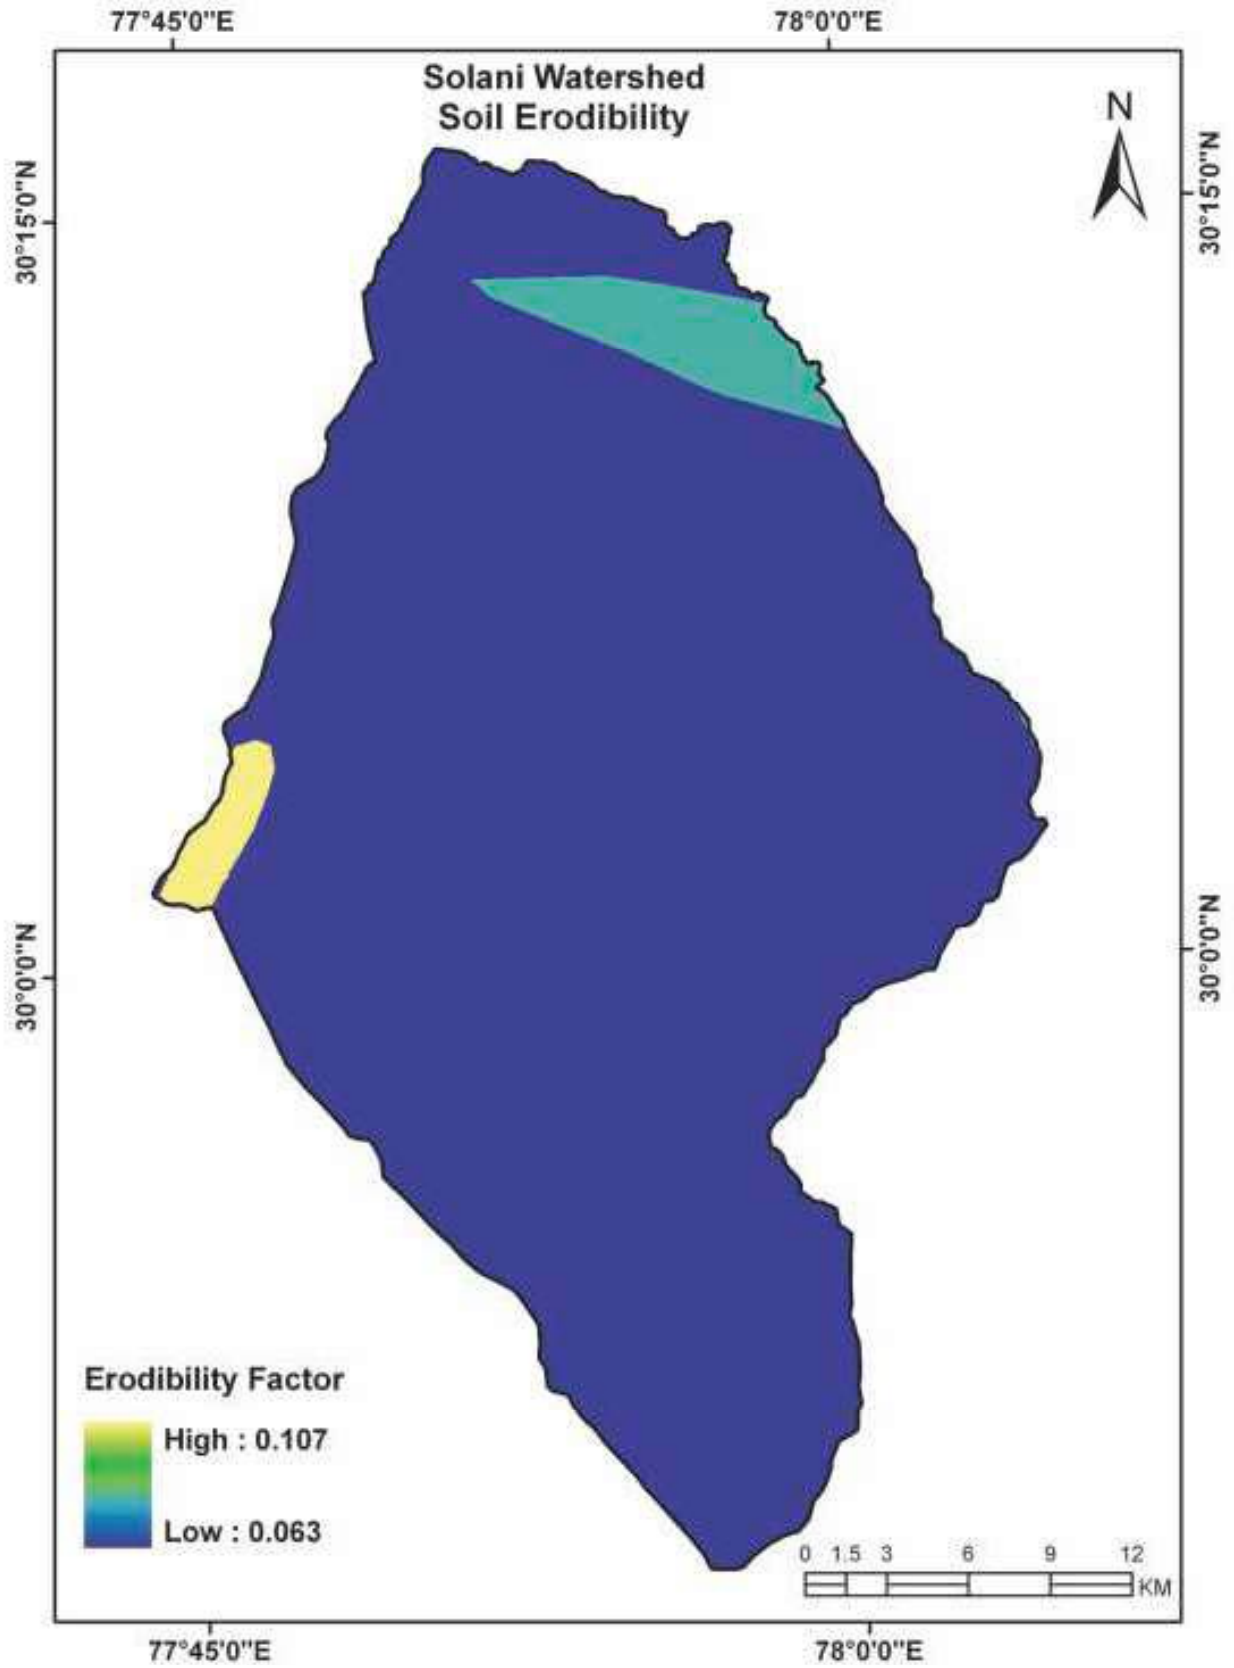 77°45'0"E
78°0'0"E
Solani Watershed
Soil Erodibility
N
30°15'0"N
30°15'0"N
30°0'0"N
30°0'0"N
Erodibility Factor
High : 0.107
Low : 0.063
0 1.5 3 6 9 12
KM
77°45'0"E
78°0'0"E